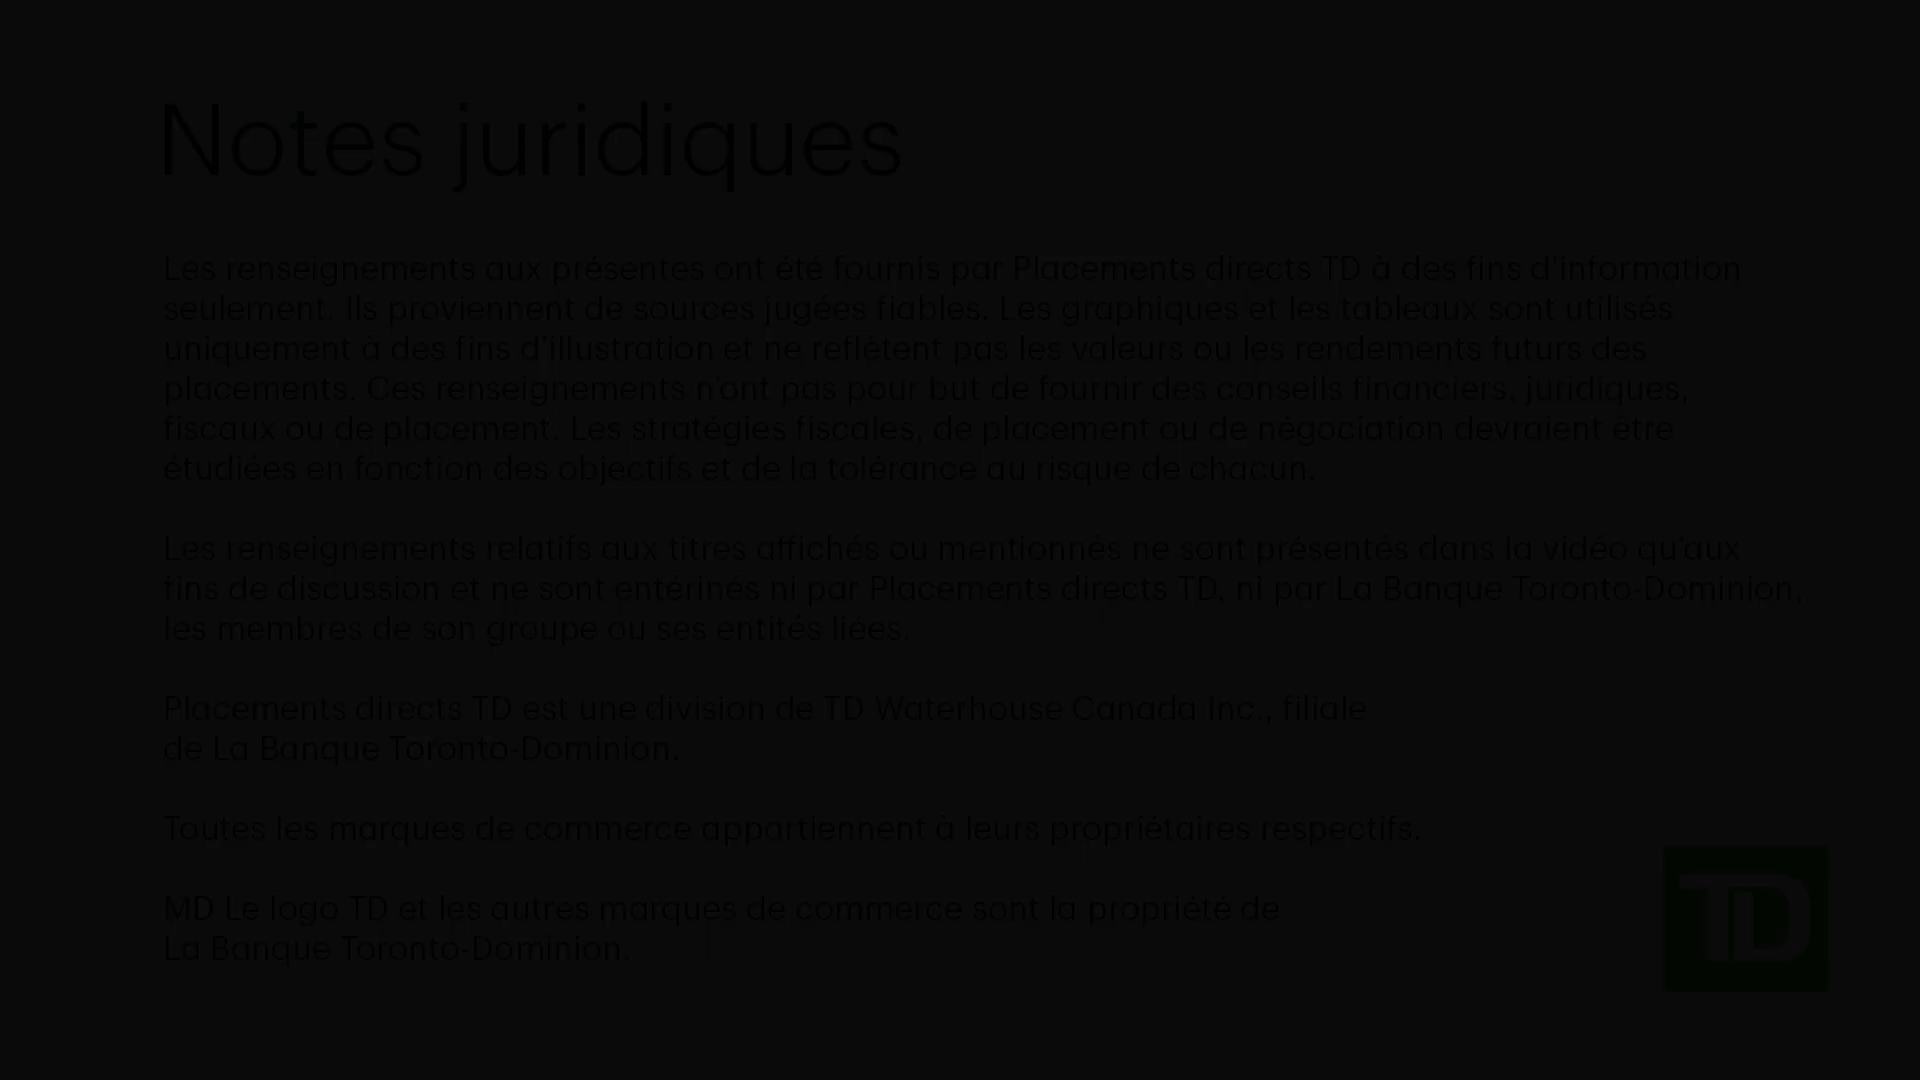 Notes juridiques
Les renseignements aux présentes ont été fournis par Placements directs TD à des fins d'information
seulement. Ils proviennent de sources jugées fiables. Les graphiques et les tableaux sont utilisés
uniquement à des fins d'illustration et ne reflètent pas les valeurs ou les rendements futurs des
placements. Ces renseignements n'ont pas pour but de fournir des conseils financiers, juridiques,
fiscaux ou de placement. Les stratégies fiscales, de placement ou de négociation devraient être
étudiées en fonction des objectifs et de la tolérance au risque de chacun.
Les renseignements relatifs aux titres affichés ou mentionnés ne sont présentés dans la vidéo qu'aux
fins de discussion et ne sont entérinés ni par Placements directs TD, ni par La Banque Toronto-Dominion,
les membres de son groupe ou ses entités liées.
Placements directs TD est une division de TD Waterhouse Canada Inc., filiale
de La Banque Toronto-Dominion.
Toutes les marques de commerce appartiennent à leurs propriétaires respectifs.
MD Le logo TD et les autres marques de commerce sont la propriété de
La Banque Toronto-Dominion.
TD